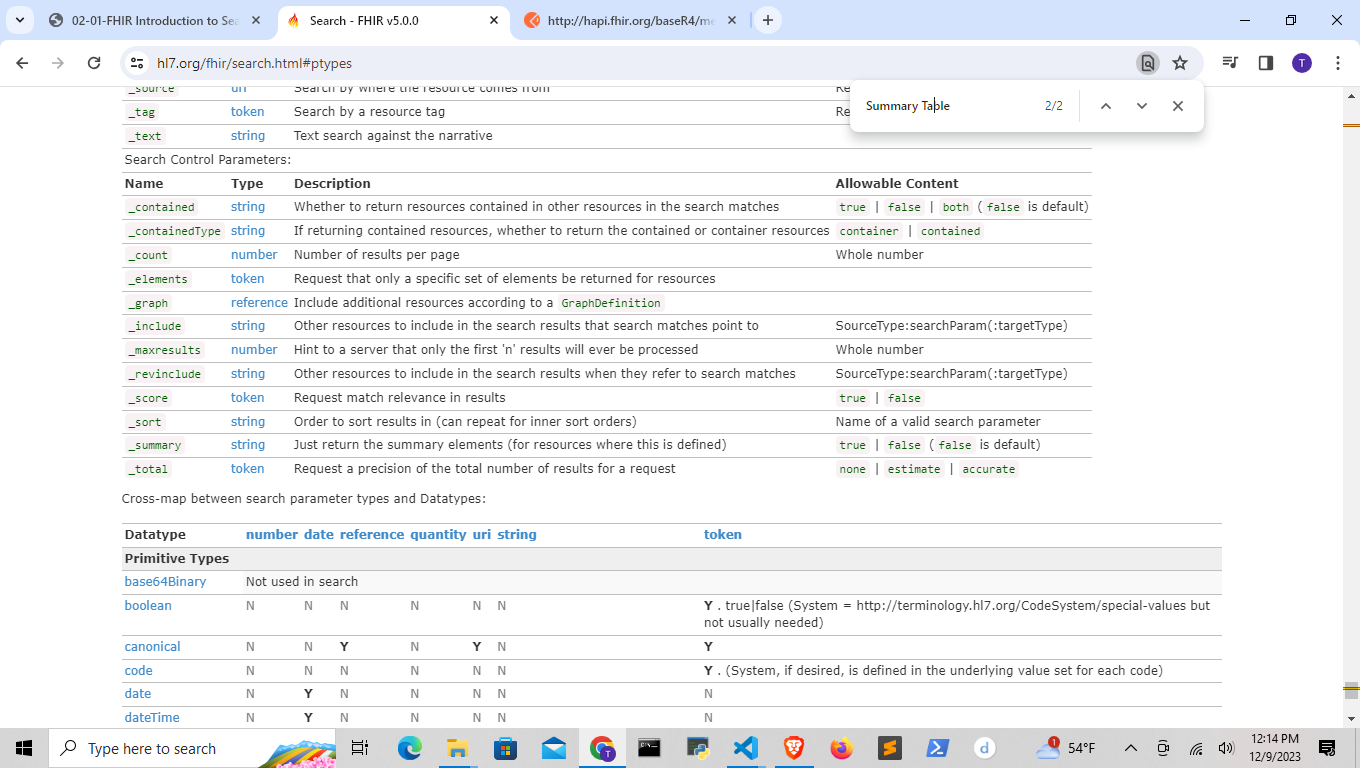 02-01-FHIR Introduction to Sea
Search - FHIR v5.0.0
http://hapi.fhir.org/baseR4/me
hl7.org/fhir/search.html#ptypes
T
Summary Table 2/2
_source uri Search by where the resource comes from Re
_tag token Search by a resource tag Re
_text string Text search against the narrative
Search Control Parameters:
Name Type Description Allowable Content
_contained string Whether to return resources contained in other resources in the search matches true | false | both ( false is default)
_containedType string If returning contained resources, whether to return the contained or container resources container | contained
_count number Number of results per page Whole number
_elements token Request that only a specific set of elements be returned for resources
_graph reference Include additional resources according to a GraphDefinition
_include string Other resources to include in the search results that search matches point to SourceType:searchParam(:targetType)
_maxresults number Hint to a server that only the first 'n' results will ever be processed Whole number
_revinclude string Other resources to include in the search results when they refer to search matches SourceType:searchParam(:targetType)
_score token Request match relevance in results true | false
_sort string Order to sort results in (can repeat for inner sort orders) Name of a valid search parameter
_summary string Just return the summary elements (for resources where this is defined) true | false ( false is default)
_total token Request a precision of the total number of results for a request none | estimate | accurate
Cross-map between search parameter types and Datatypes:
Datatype number date reference quantity uri string token
Primitive Types
base64Binary Not used in search
boolean N N N N N N Y . true|false (System = http://terminology.hl7.org/CodeSystem/special-values but
not usually needed)
canonical N N Y N Y N Y
code N N N N N N Y . (System, if desired, is defined in the underlying value set for each code)
date N Y N N N N N
dateTime N Y N N N N N
Type here to search
d
1
54°F
12:14 PM
12/9/2023